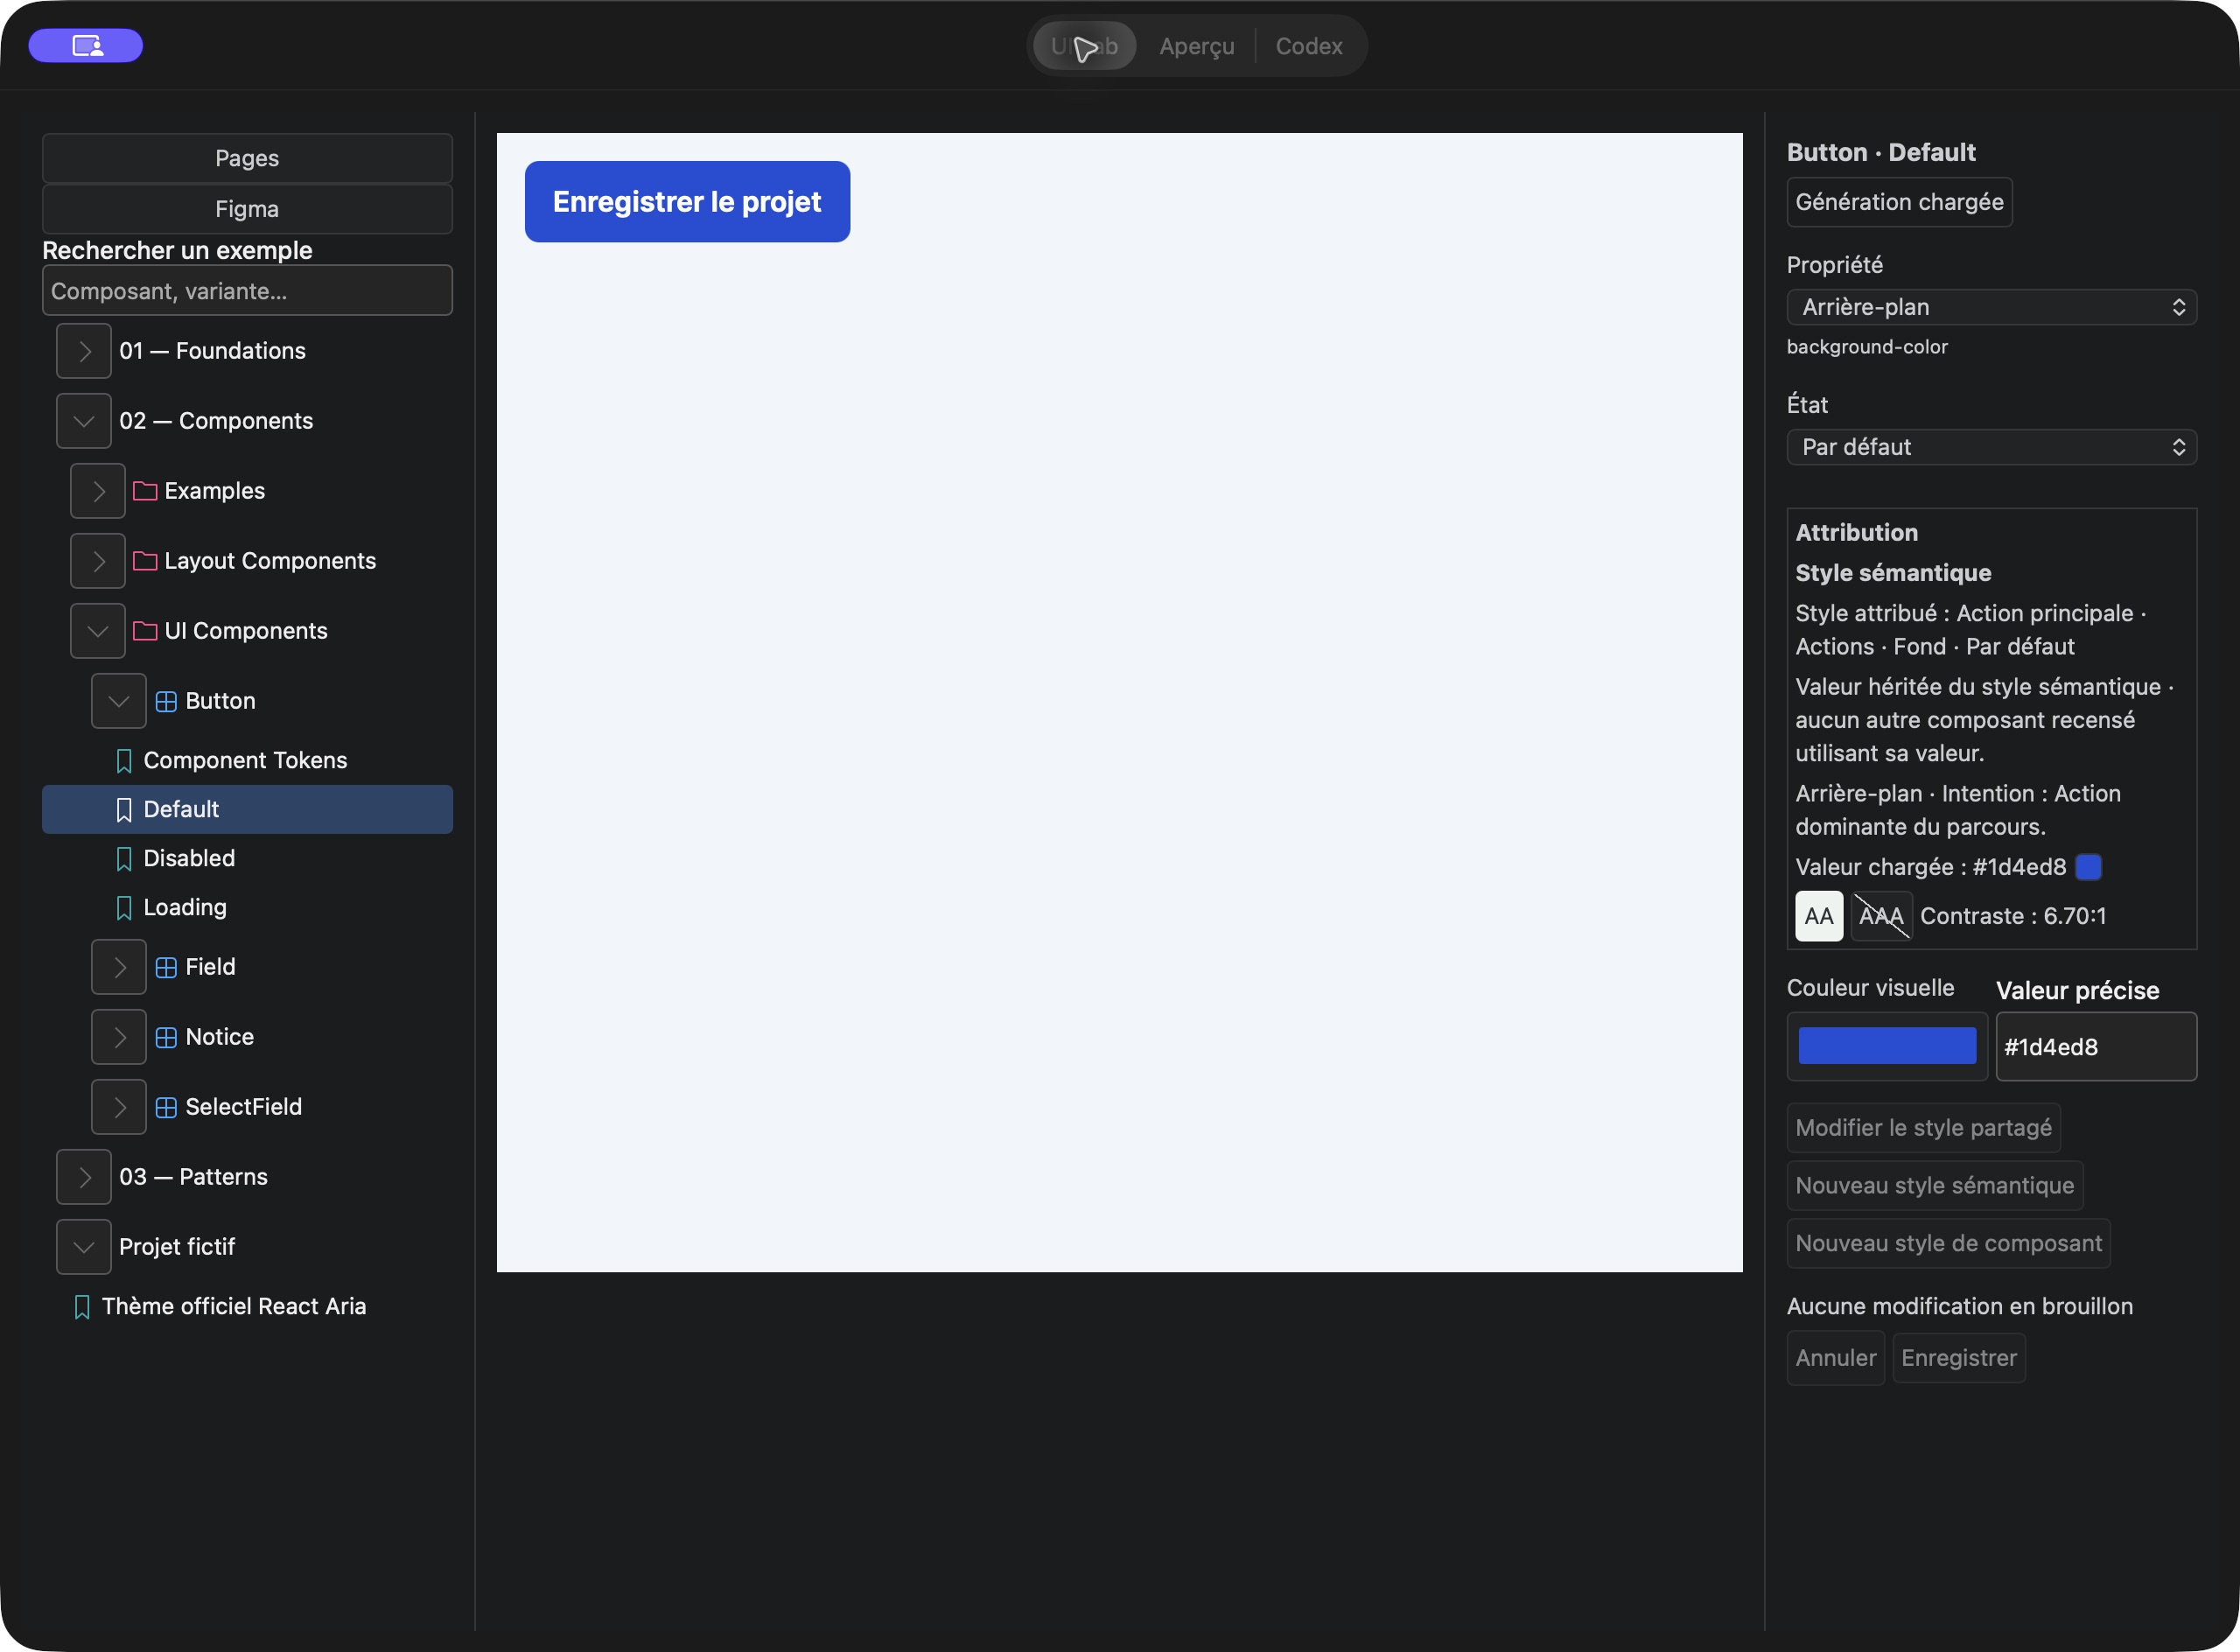 Aperçu
Codex
Pages
Figma
Rechercher un exemple
Composant, variante...
01 — Foundations
02 — Components
Examples
Layout Components
UI Components
Button
Component Tokens
Default
Disabled
Loading
Field
Notice
SelectField
03 — Patterns
Projet fictif
Thème officiel React Aria
Enregistrer le projet
Button · Default
Génération chargée
Propriété
Arrière-plan
background-color
État
Par défaut
Attribution
Style sémantique
Style attribué : Action principale ·
Actions · Fond · Par défaut
Valeur héritée du style sémantique ·
aucun autre composant recensé
utilisant sa valeur.
Arrière-plan · Intention : Action
dominante du parcours.
Valeur chargée : #1d4ed8
AA AAA Contraste : 6.70:1
Couleur visuelle
Valeur précise
#1d4ed8
Modifier le style partagé
Nouveau style sémantique
Nouveau style de composant
Aucune modification en brouillon
Annuler
Enregistrer